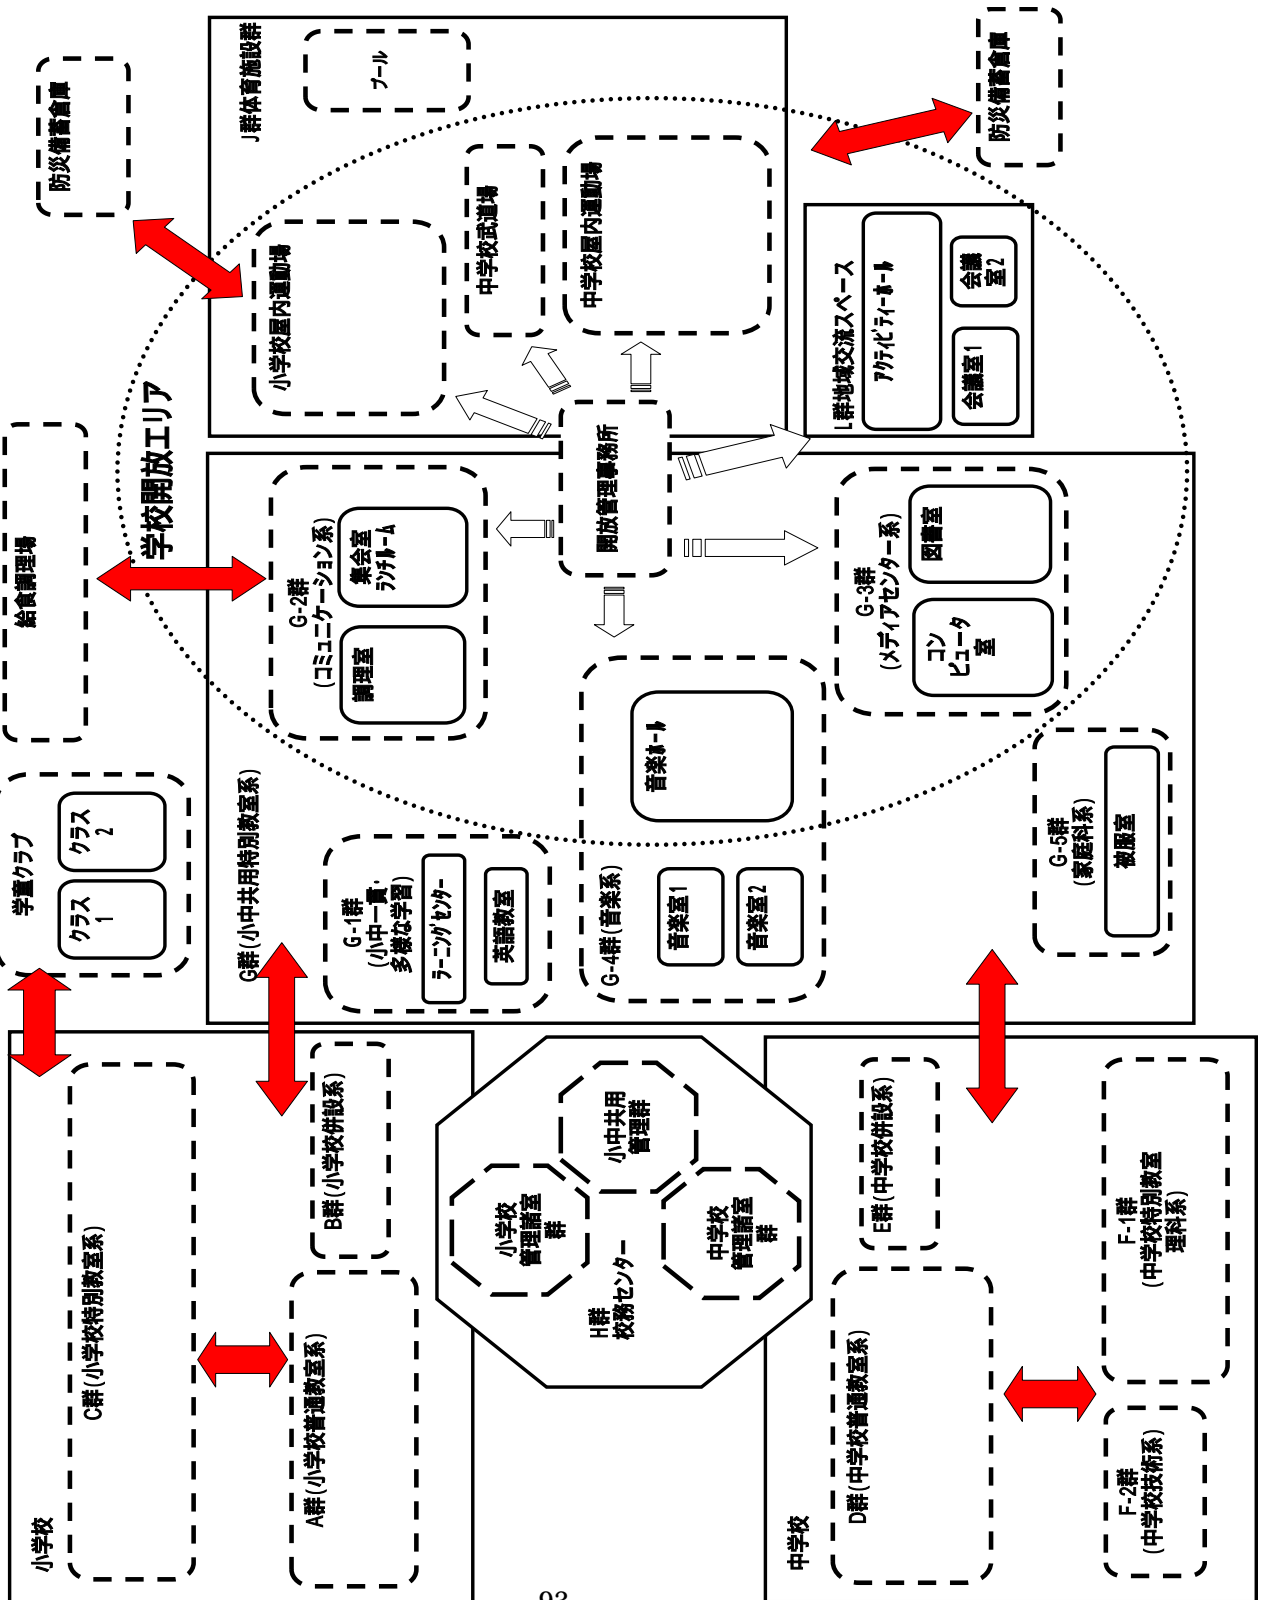 小学校
C群(小学校特別教室系)
A群(小学校普通教室系)
B群(小学校併設系)
学童クラブ
クラス
1
クラス
2
給食調理場
防災備蓄倉庫
学校開放エリア
G群(小中共用特別教室系)
G-1群
(小中一貫・
多様な学習)
ラーニングセンター
英語教室
G-2群
(コミュニケーション系)
調理室
集会室
ランチルーム
J群体育施設群
プール
小学校屋内運動場
中学校武道場
中学校屋内運動場
開放管理事務所
H群
校務センター
小学校
管理諸室
群
小中共用
管理群
中学校
管理諸室
群
G-4群(音楽系)
音楽室1
音楽室2
音楽ホール
G-3群
(メディアセンター系)
コン
ピュータ
室
図書室
L群地域交流スペース
アクティビティーホール
会議室1
会議
室2
防災備蓄倉庫
G-5群
(家庭科系)
被服室
中学校
D群(中学校普通教室系)
E群(中学校併設系)
F-1群
(中学校特別教室
理科系)
F-2群
(中学校技術系)
93